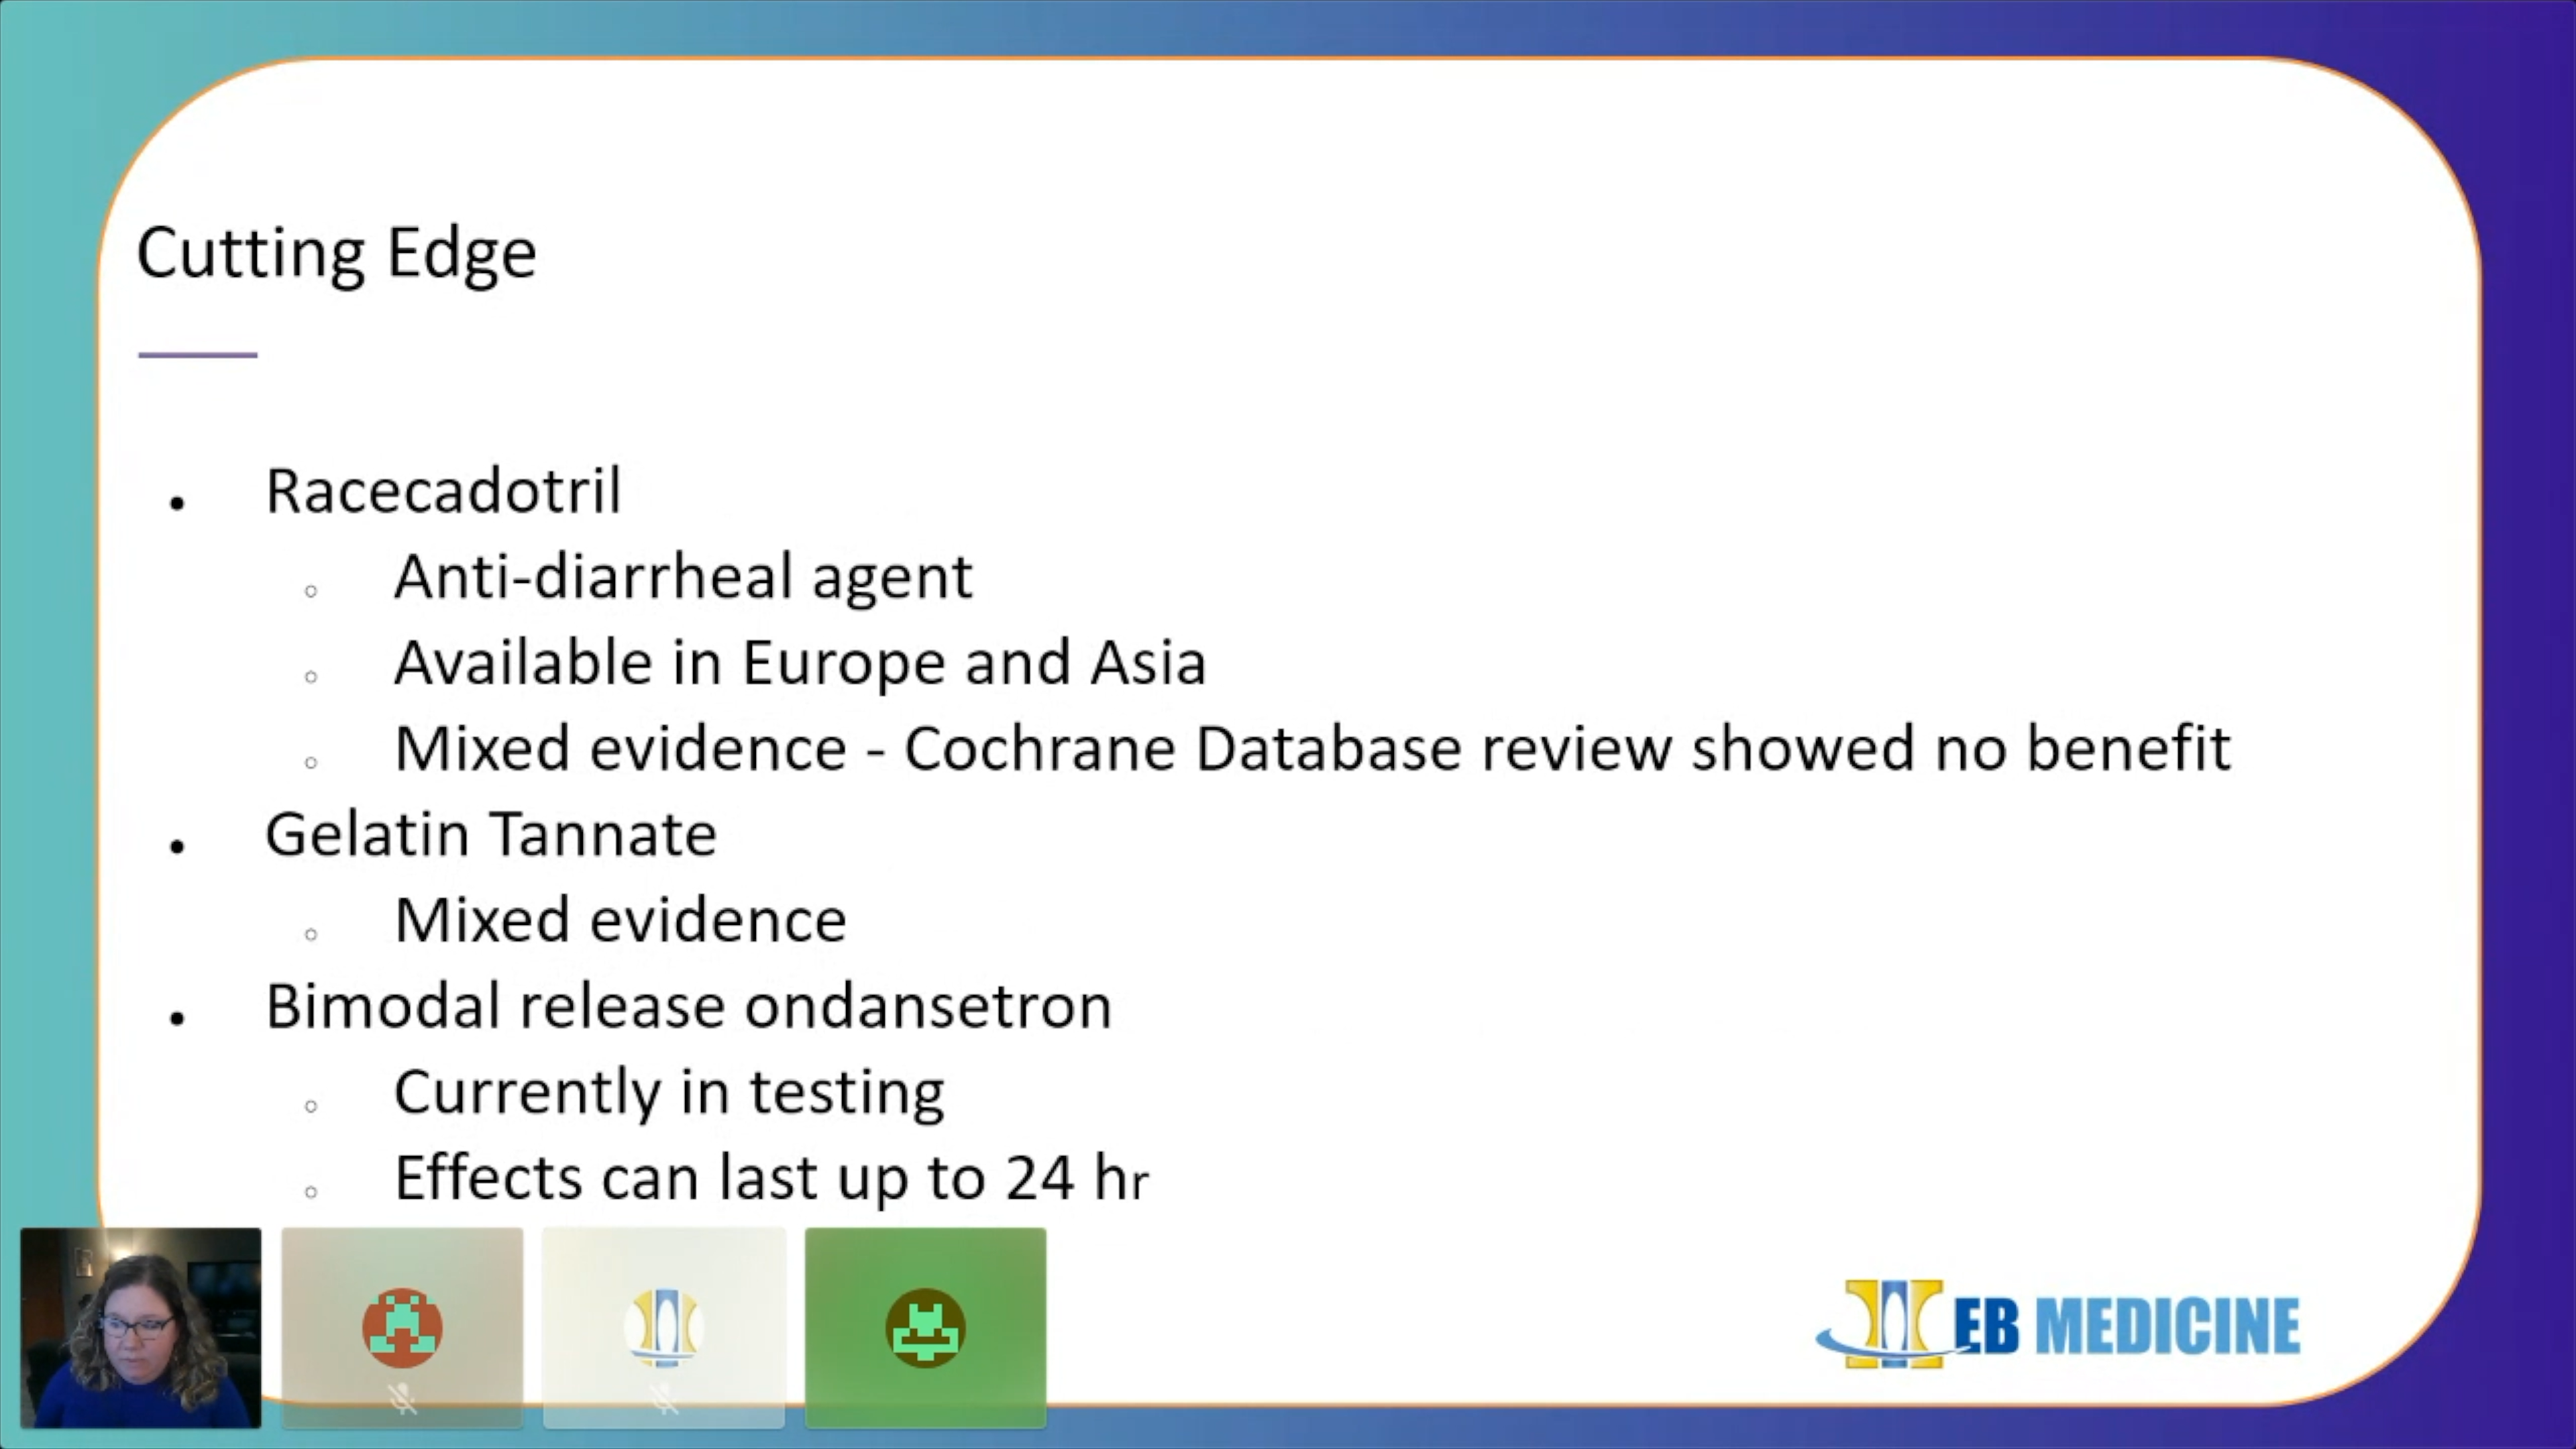 Cutting Edge
• Racecadotril
○ Anti-diarrheal agent
○ Available in Europe and Asia
○ Mixed evidence - Cochrane Database review showed no benefit
• Gelatin Tannate
○ Mixed evidence
• Bimodal release ondansetron
○ Currently in testing
○ Effects can last up to 24 hr
EB MEDICINE